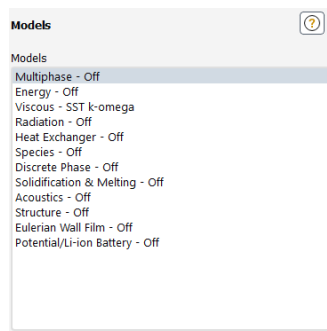 Models
?
Models
Multiphase - Off
Energy - Off
Viscous - SST k-omega
Radiation - Off
Heat Exchanger - Off
Species - Off
Discrete Phase - Off
Solidification & Melting - Off
Acoustics - Off
Structure - Off
Eulerian Wall Film - Off
Potential/Li-ion Battery - Off